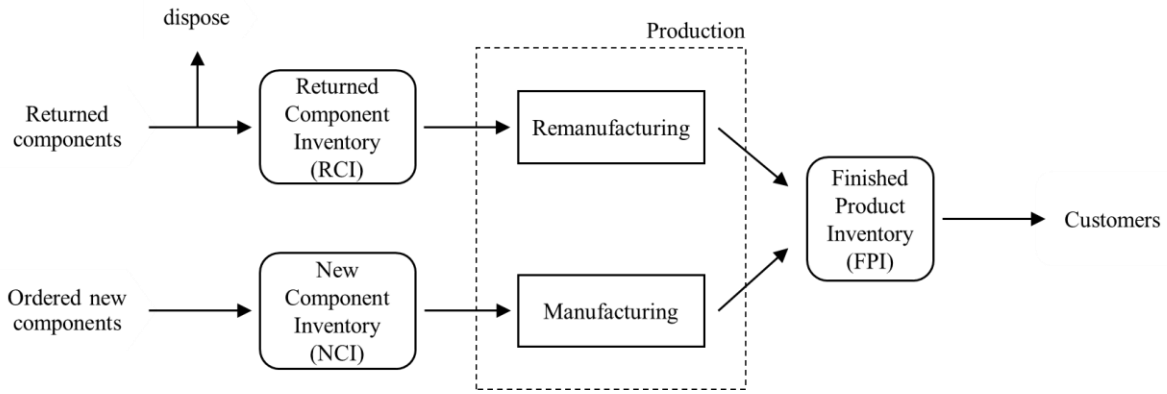 dispose
Production
Returned
components
Returned
Component
Inventory
(RCI)
Remanufacturing
Finished
Product
Inventory
(FPI)
Customers
Ordered new
components
New
Component
Inventory
(NCI)
Manufacturing